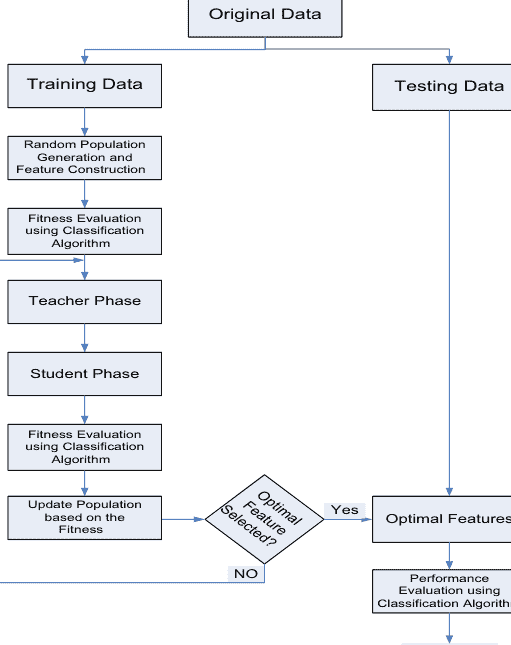 Original Data
Training Data
Testing Data
Random Population
Generation and
Feature Construction
Fitness Evaluation
using Classification
Algorithm
Teacher Phase
Student Phase
Fitness Evaluation
using Classification
Algorithm
Update Population
based on the
Fitness
Optimal
Feature
Selected?
Yes
NO
Optimal Features
Performance
Evaluation using
Classification